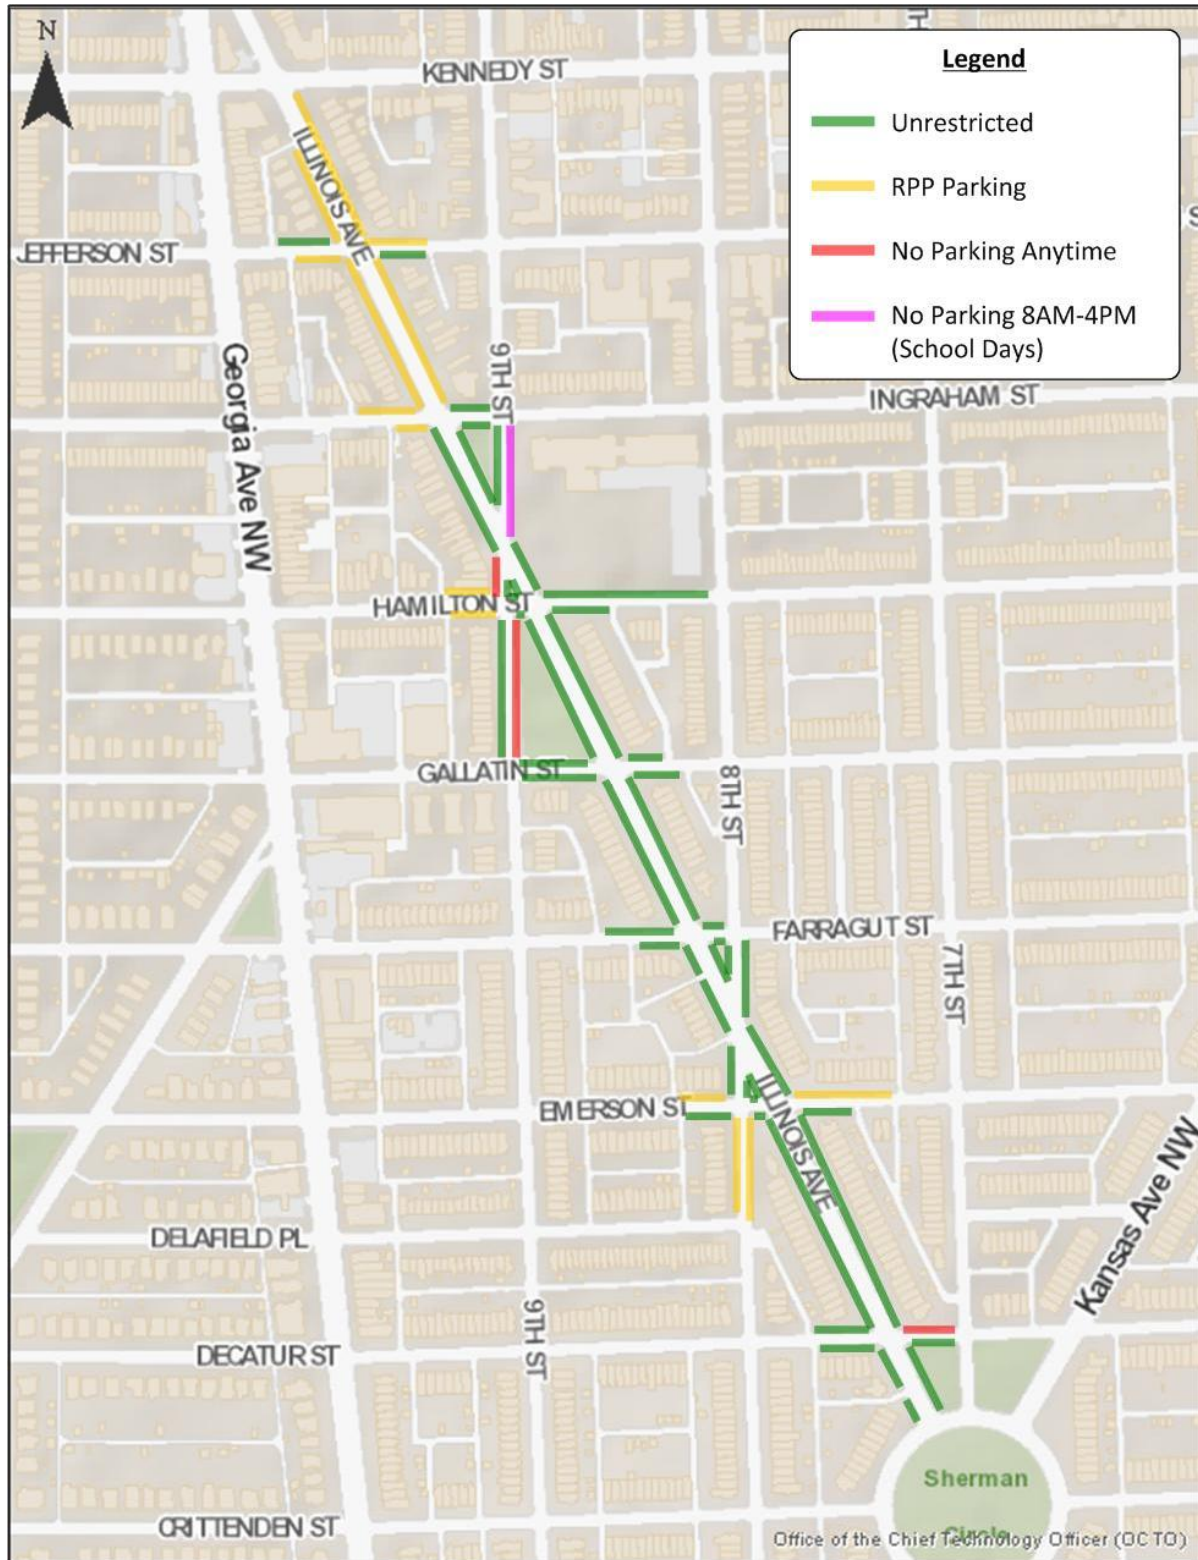 N
KENNEDY ST
Legend
Unrestricted
RPP Parking
No Parking Anytime
No Parking 8AM-4PM
(School Days)
ILLINOIS AVE
JEFFERSON ST
S
Georgia Ave NW
9TH ST
INGRAHAM ST
HAMILTON ST
GALLATIN ST
8TH ST
FARRAGUT ST
7TH ST
EMERSON ST
ILLINOIS AVE
Kansas Ave NW
DELAFIELD PL
9TH ST
DECATUR ST
Sherman
Circle
CRITTENDEN ST
Office of the Chief Technology Officer (OCTO)